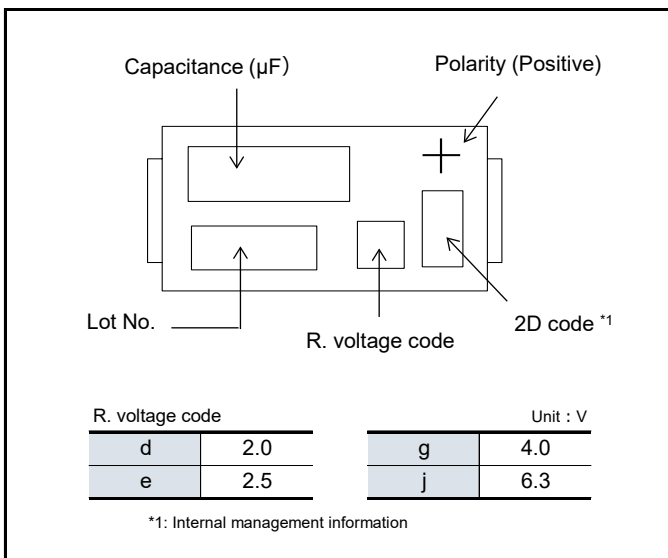 Capacitance (μF)
Polarity (Positive)
+
Lot No.
R. voltage code
2D code *1
R. voltage code
Unit : V
d 2.0 g 4.0
e 2.5 j 6.3
*1: Internal management information